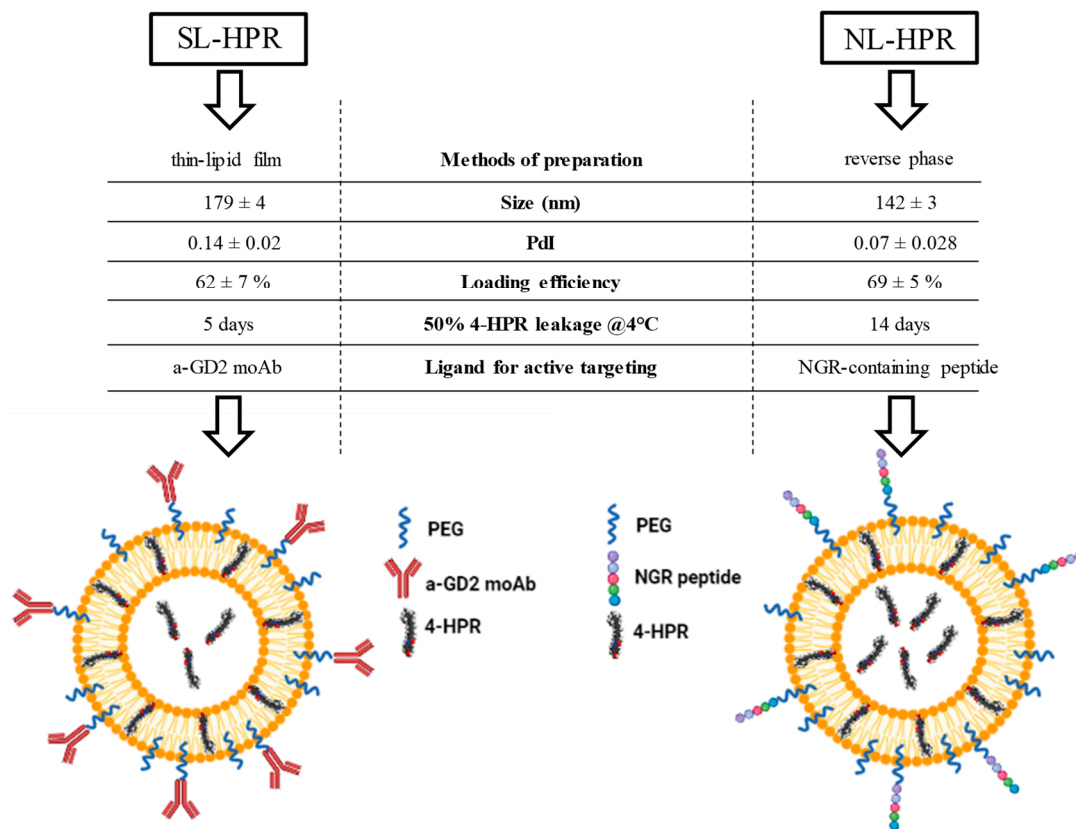 SL-HPR NL-HPR
thin-lipid film Methods of preparation reverse phase
179 ± 4 Size (nm) 142 ± 3
0.14 ± 0.02 PdI 0.07 ± 0.028
62 ± 7 % Loading efficiency 69 ± 5 %
5 days 50% 4-HPR leakage @4°C 14 days
a-GD2 moAb Ligand for active targeting NGR-containing peptide
PEG
a-GD2 moAb
4-HPR
PEG
NGR peptide
4-HPR